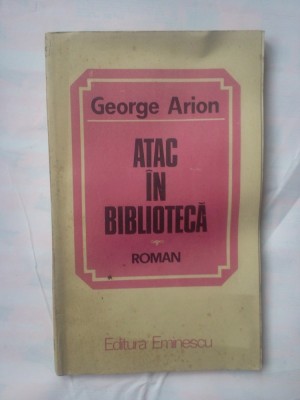 George Arion
ATAC
ÎN
BIBLIOTECĂ
ROMAN
Editura Eminescu